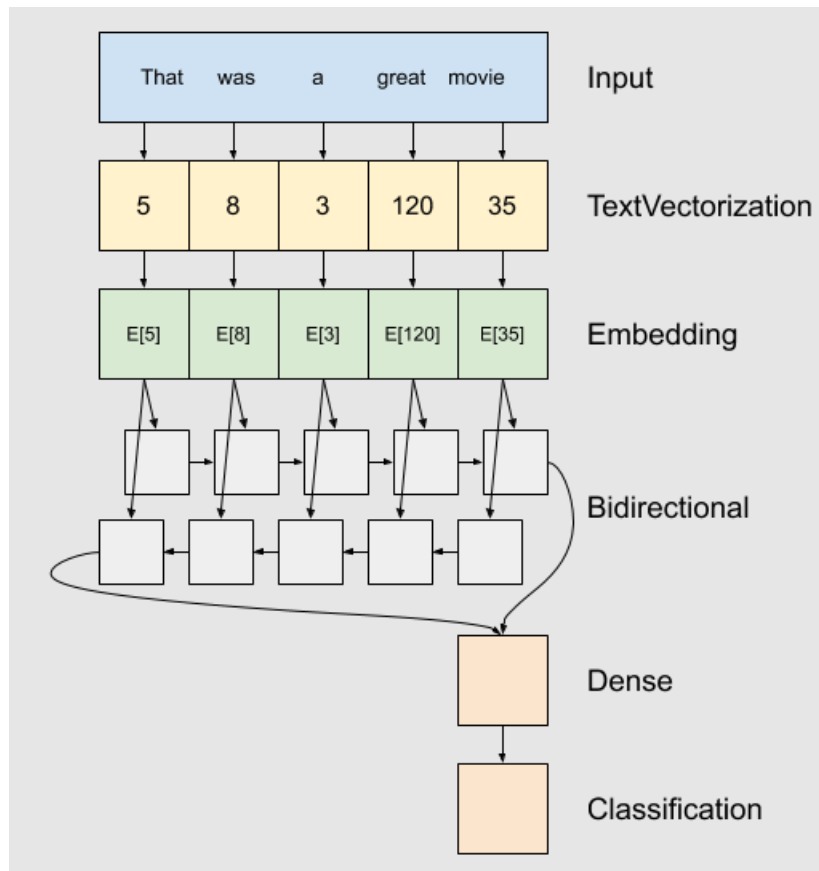 That was a great movie Input
5 8 3 120 35 TextVectorization
E[5] E[8] E[3] E[120] E[35] Embedding
Bidirectional
Dense
Classification